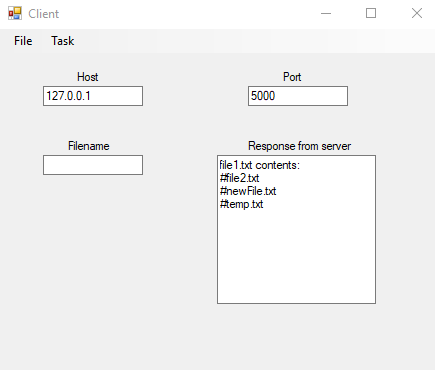 Client
File Task
Host Port
127.0.0.1 5000
Filename Response from server
file1.txt contents:
#file2.txt
#newFile.txt
#temp.txt